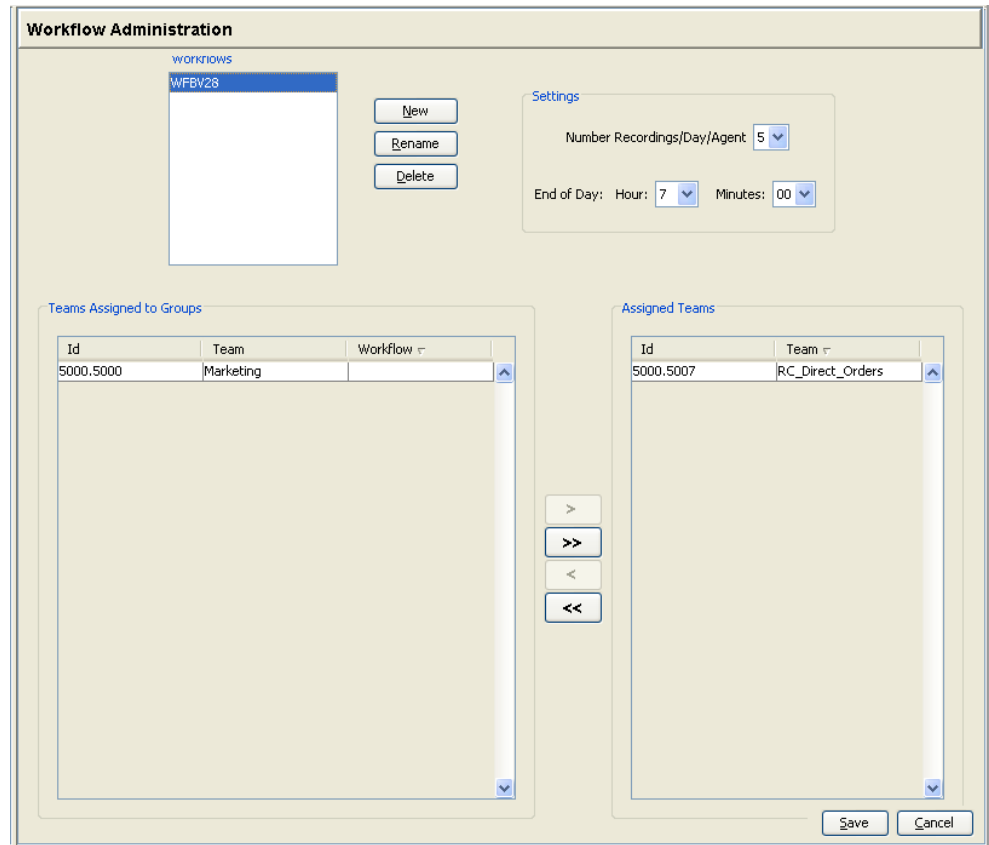 Workflow Administration
Workflows
WFBV28
New
Rename
Delete
Settings
Number Recordings/Day/Agent 5
End of Day: Hour: 7 Minutes: 00
Teams Assigned to Groups
Id Team Workflow
5000.5000 Marketing
>
>>
<
<<
Assigned Teams
Id Team
5000.5007 RC_Direct_Orders
Save Cancel